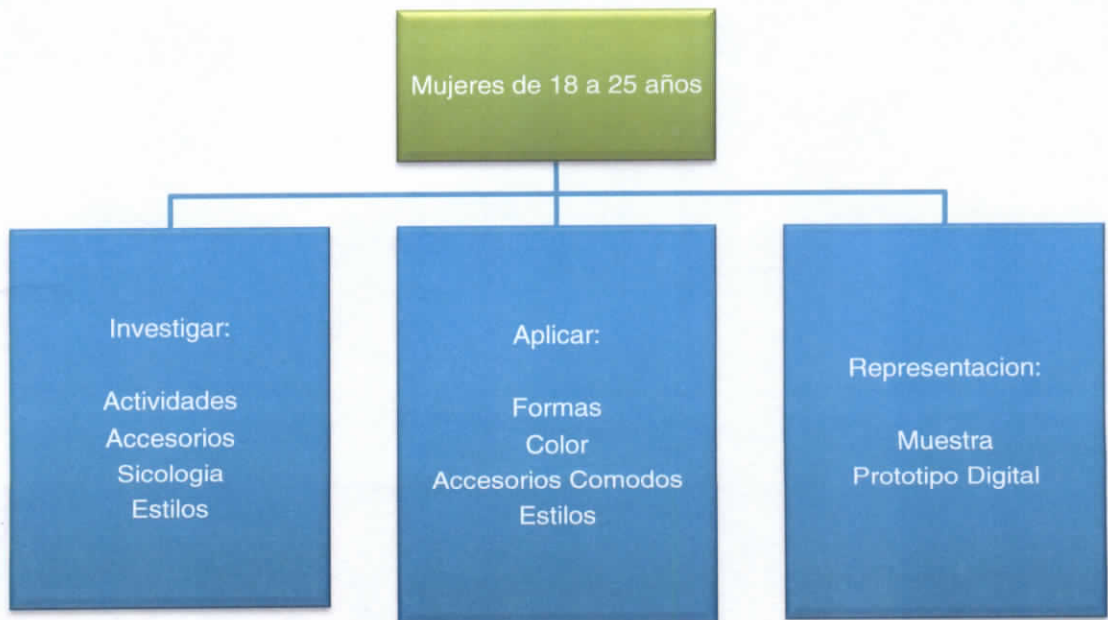 Mujeres de 18 a 25 años
Investigar:
Actividades
Accesorios
Sicologia
Estilos
Aplicar:
Formas
Color
Accesorios Comodos
Estilos
Representacion:
Muestra
Prototipo Digital